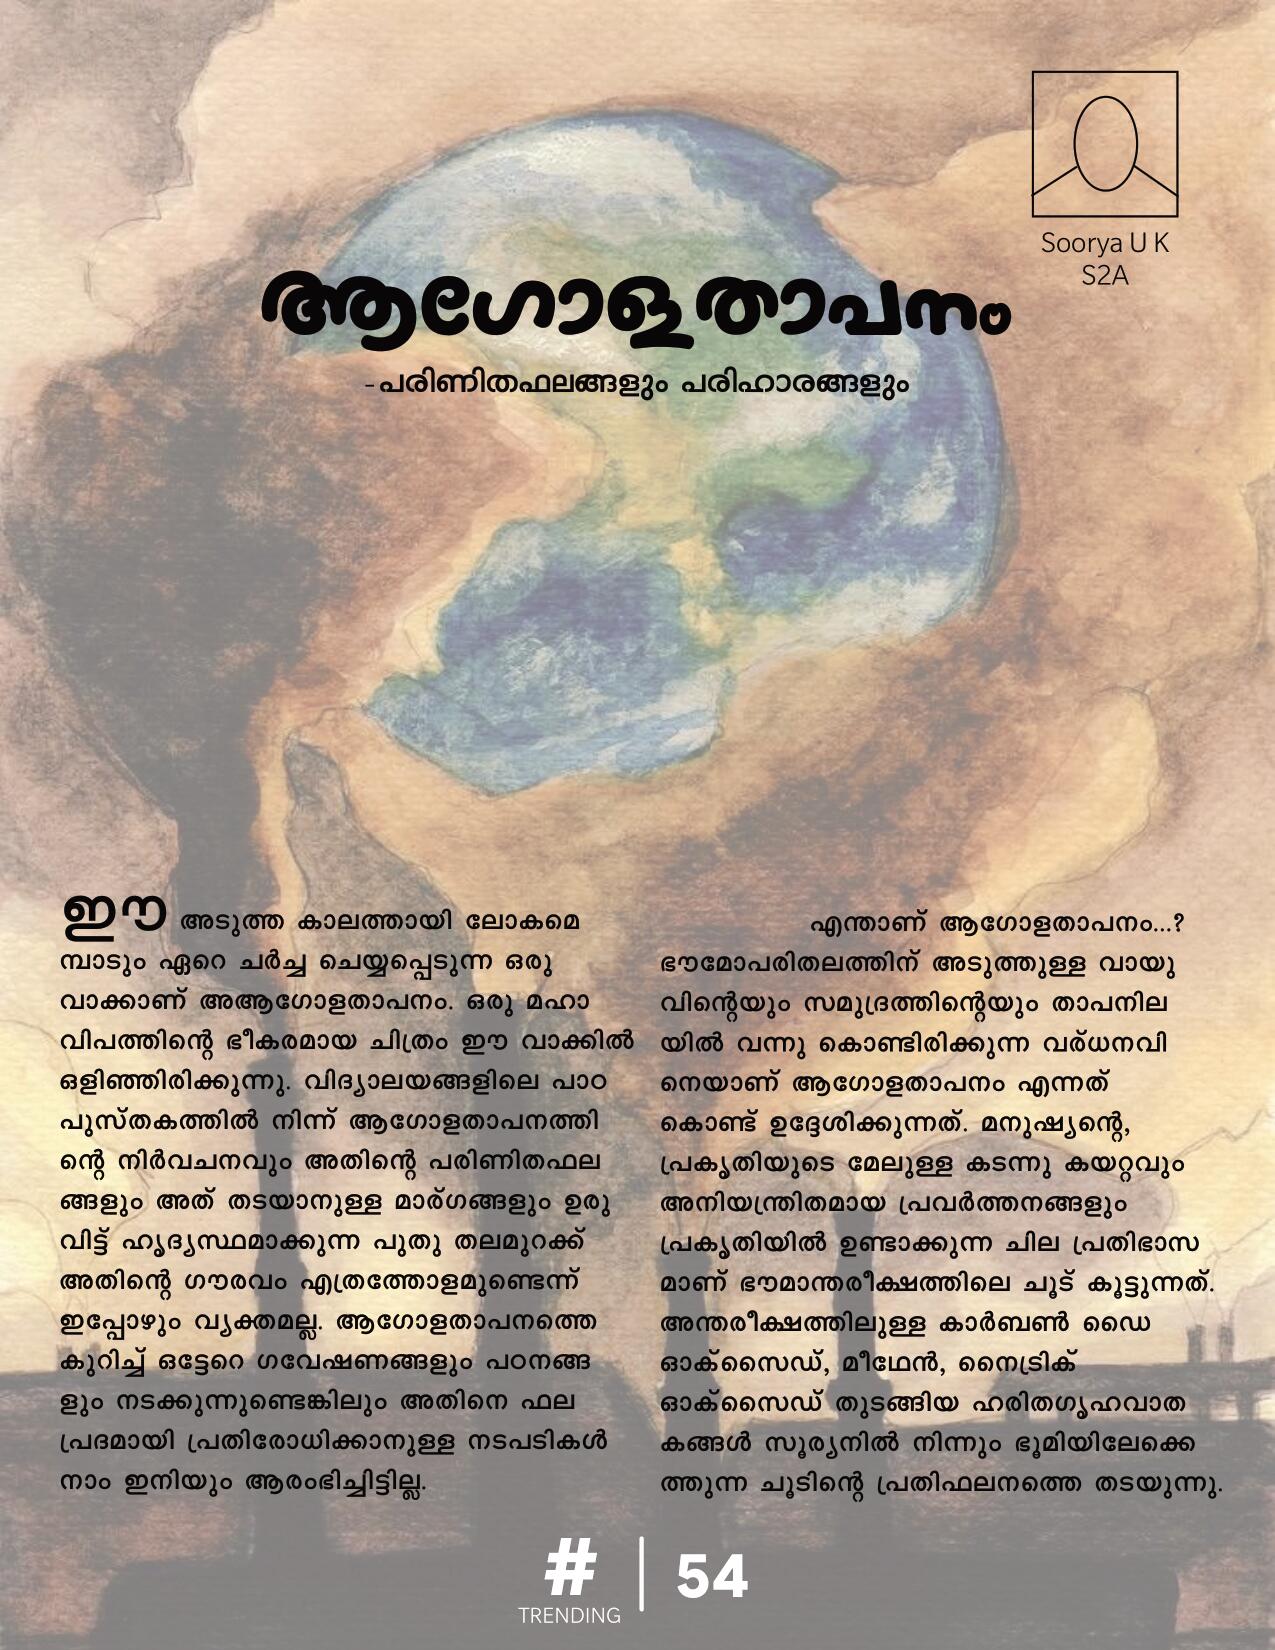 Soorya U K
S2A
ആഗോളതാപനം
-പരിണിതഫലങ്ങളും പരിഹാരങ്ങളും
ഈ അടുത്ത കാലത്തായി ലോകമെ
മ്പാടും ഏറെ ചർച്ച ചെയ്യപ്പെടുന്ന ഒരു
വാക്കാണ് അആഗോളതാപനം. ഒരു മഹാ
വിപത്തിന്റെ ഭീകരമായ ചിത്രം ഈ വാക്കിൽ
ഒളിഞ്ഞിരിക്കുന്നു. വിദ്യാലയങ്ങളിലെ പാഠ
പുസ്തകത്തിൽ നിന്ന് ആഗോളതാപനത്തി
ന്റെ നിർവചനവും അതിന്റെ പരിണിതഫല
ങ്ങളും അത് തടയാനുള്ള മാര്ഗങ്ങളും ഉരു
വിട്ട് ഹൃദ്യസ്ഥമാക്കുന്ന പുതു തലമുറക്ക്
അതിന്റെ ഗൗരവം എത്രത്തോളമുണ്ടെന്ന്
ഇപ്പോഴും വ്യക്തമല്ല. ആഗോളതാപനത്തെ
കുറിച്ച് ഒട്ടേറെ ഗവേഷണങ്ങളും പഠനങ്ങ
ളും നടക്കുന്നുണ്ടെങ്കിലും അതിനെ ഫല
പ്രദമായി പ്രതിരോധിക്കാനുള്ള നടപടികൾ
നാം ഇനിയും ആരംഭിച്ചിട്ടില്ല.
എന്താണ് ആഗോളതാപനം...?
ഭൗമോപരിതലത്തിന് അടുത്തുള്ള വായു
വിന്റെയും സമുദ്രത്തിന്റെയും താപനില
യിൽ വന്നു കൊണ്ടിരിക്കുന്ന വര്ധനവി
നെയാണ് ആഗോളതാപനം എന്നത്
കൊണ്ട് ഉദ്ദേശിക്കുന്നത്. മനുഷ്യന്റെ,
പ്രകൃതിയുടെ മേലുള്ള കടന്നു കയറ്റവും
അനിയന്ത്രിതമായ പ്രവർത്തനങ്ങളും
പ്രകൃതിയിൽ ഉണ്ടാക്കുന്ന ചില പ്രതിഭാസ
മാണ് ഭൗമാന്തരീക്ഷത്തിലെ ചൂട് കൂട്ടുന്നത്.
അന്തരീക്ഷത്തിലുള്ള കാർബൺ ഡൈ
ഓക്സൈഡ്, മീഥേൻ, നൈട്രിക്
ഓക്സൈഡ് തുടങ്ങിയ ഹരിതഗൃഹവാത
കങ്ങൾ സൂര്യനിൽ നിന്നും ഭൂമിയിലേക്കെ
ത്തുന്ന ചൂടിന്റെ പ്രതിഫലനത്തെ തടയുന്നു.
# | 54
TRENDING